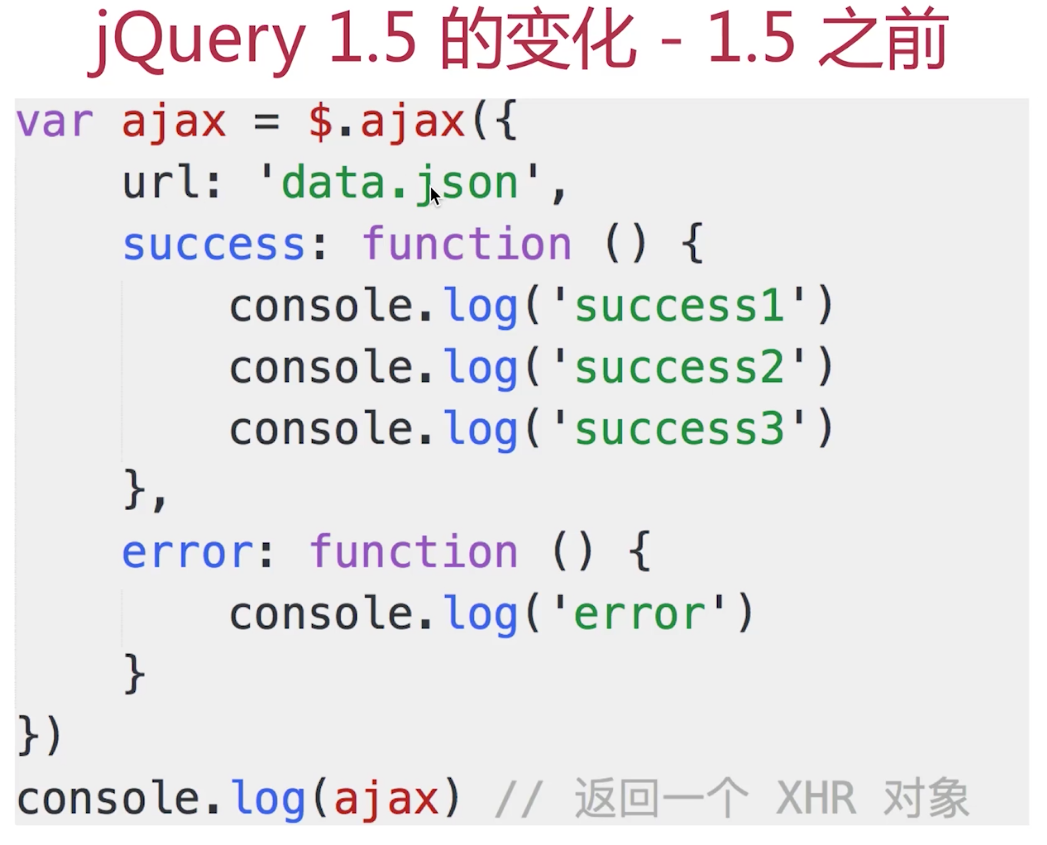 jQuery 1.5 的变化 - 1.5 之前
var ajax = $.ajax({
    url: 'data.json',
    success: function () {
        console.log('success1')
        console.log('success2')
        console.log('success3')
    },
    error: function () {
        console.log('error')
    }
})
console.log(ajax) // 返回一个 XHR 对象